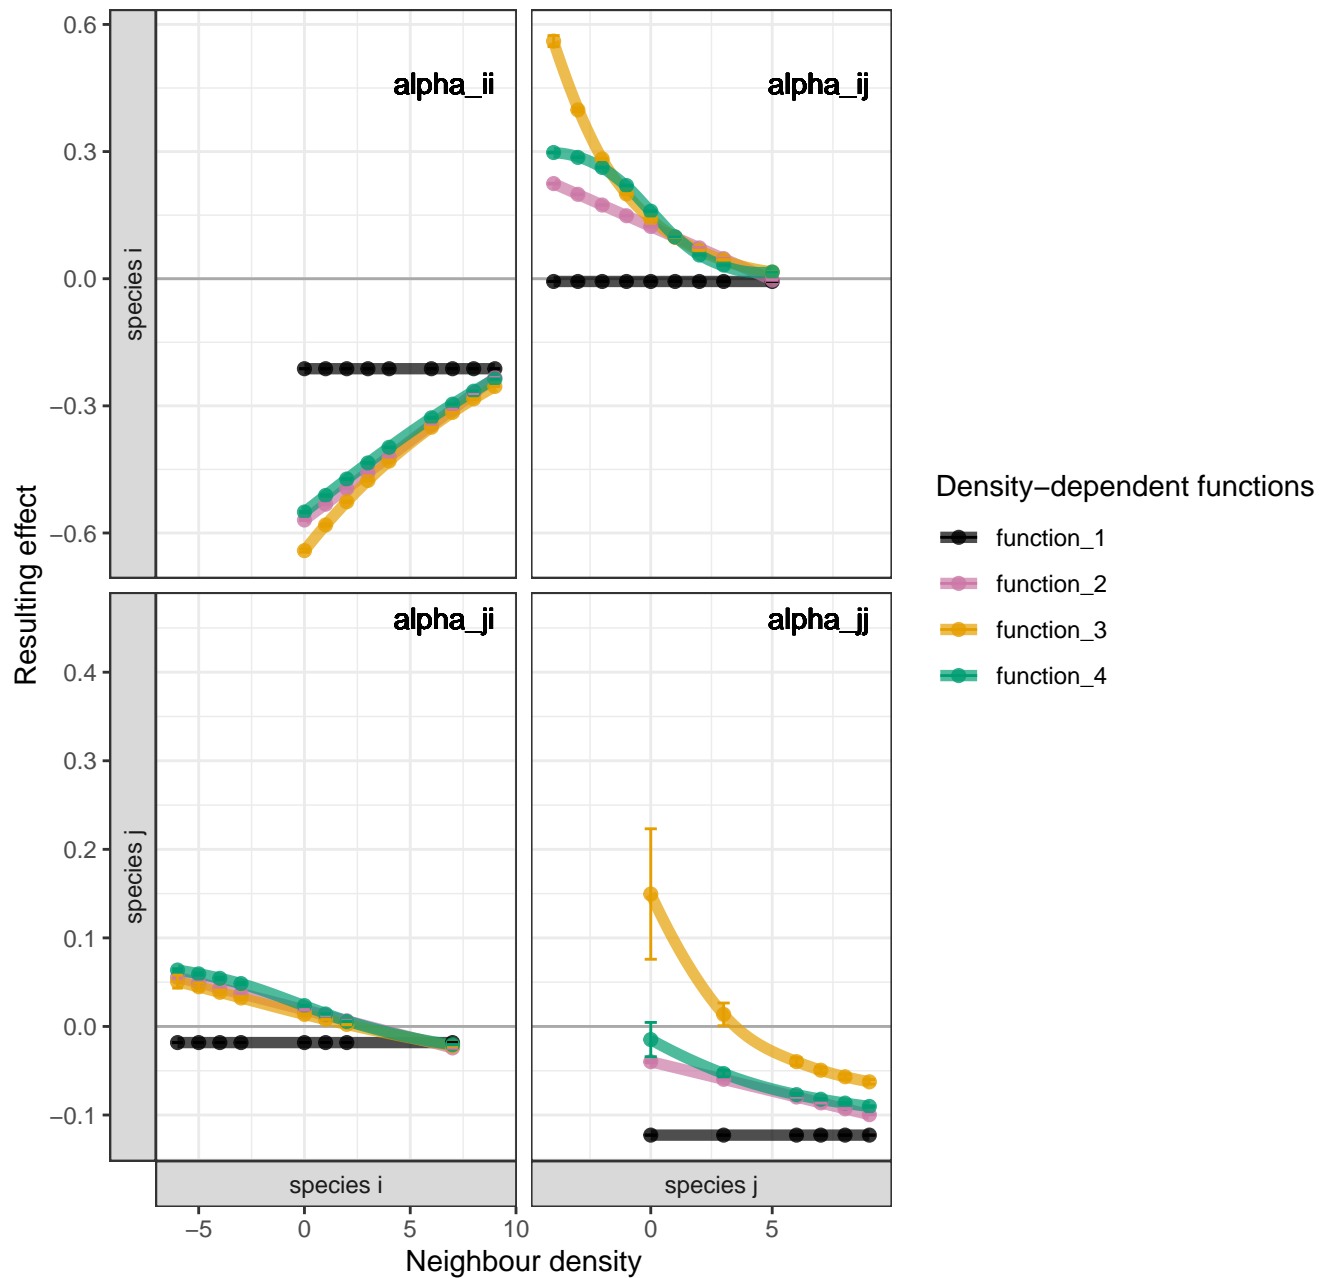 0.6
0.3
0.0
−0.3
−0.6
species i
alpha_ii
alpha_ij
Resulting effect
0.4
0.3
0.2
0.1
0.0
−0.1
species j
alpha_ji
alpha_jj
species i
species j
−5
0
5
10
0
5
Neighbour density
Density−dependent functions
function_1
function_2
function_3
function_4